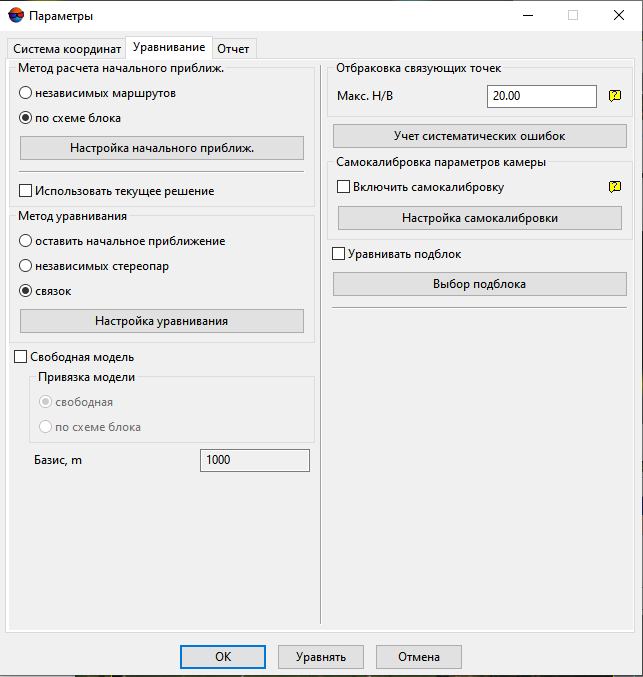 Параметры
Система координат
Уравнивание
Отчет
Метод расчета начального приближ.
независимых маршрутов
по схеме блока
Настройка начального приближ.
Использовать текущее решение
Метод уравнивания
оставить начальное приближение
независимых стереопар
связок
Настройка уравнивания
Свободная модель
Привязка модели
свободная
по схеме блока
Базис, m
1000
Отбраковка связующих точек
Макс. Н/В
20.00
?
Учет систематических ошибок
Самокалибровка параметров камеры
Включить самокалибровку
?
Настройка самокалибровки
Уравнивать подблок
Выбор подблока
ОК
Уравнять
Отмена